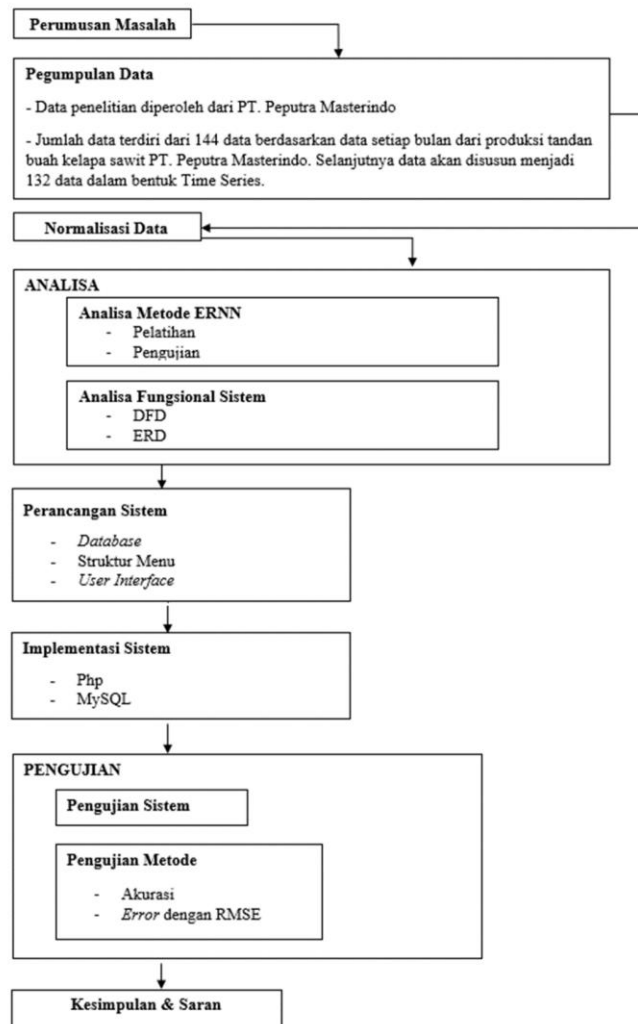 Perumusan Masalah
Pegumpulan Data
- Data penelitian diperoleh dari PT. Peputra Masterindo
- Jumlah data terdiri dari 144 data berdasarkan data setiap bulan dari produksi tandan
buah kelapa sawit PT. Peputra Masterindo. Selanjutnya data akan disusun menjadi
132 data dalam bentuk Time Series.
Normalisasi Data
ANALISA
Analisa Metode ERNN
- Pelatihan
- Pengujian
Analisa Fungsional Sistem
- DFD
- ERD
Perancangan Sistem
- Database
- Struktur Menu
- User Interface
Implementasi Sistem
- Php
- MySQL
PENGUJIAN
Pengujian Sistem
Pengujian Metode
- Akurasi
- Error dengan RMSE
Kesimpulan & Saran